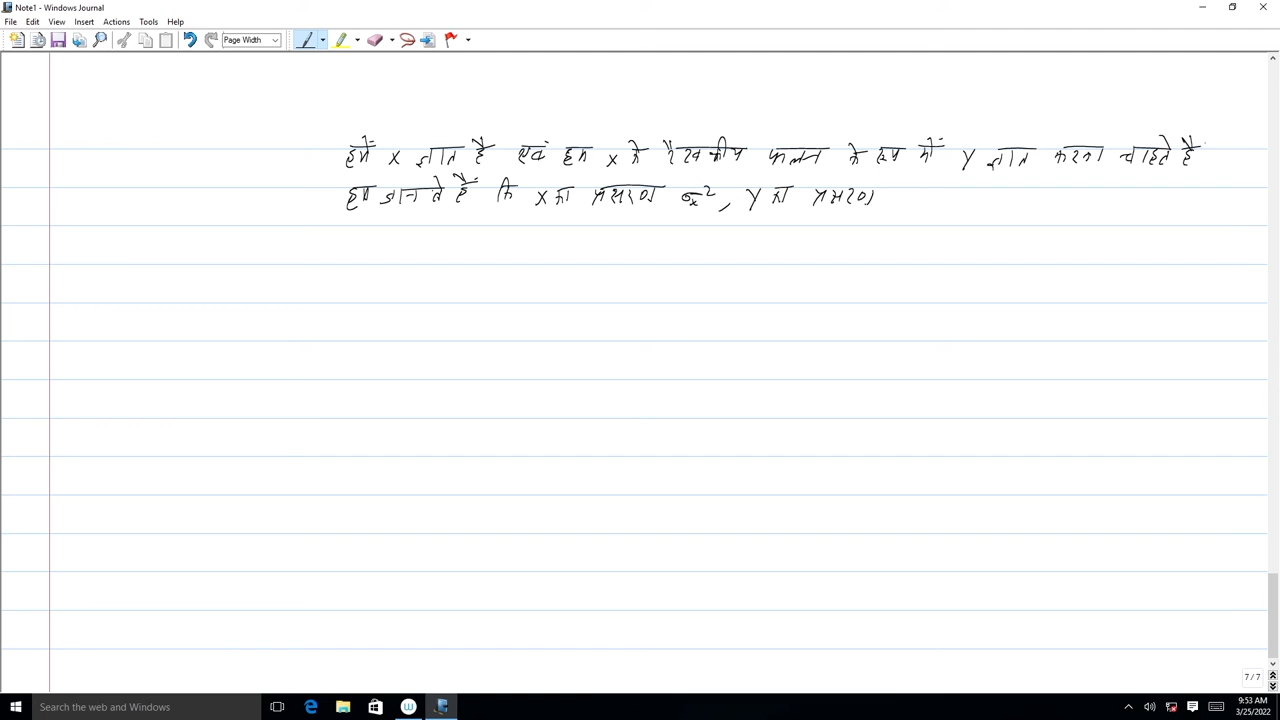 Note1 - Windows Journal
File Edit View Insert Actions Tools Help
Page Width
हमें x ज्ञात है एवं हम x के रैखकीय फलन के रूप में y ज्ञात करना चाहते हैं
हम जानते हैं कि x का प्रसरण σₓ², y का प्रसरण
7 / 7
Search the web and Windows
9:53 AM
3/25/2022